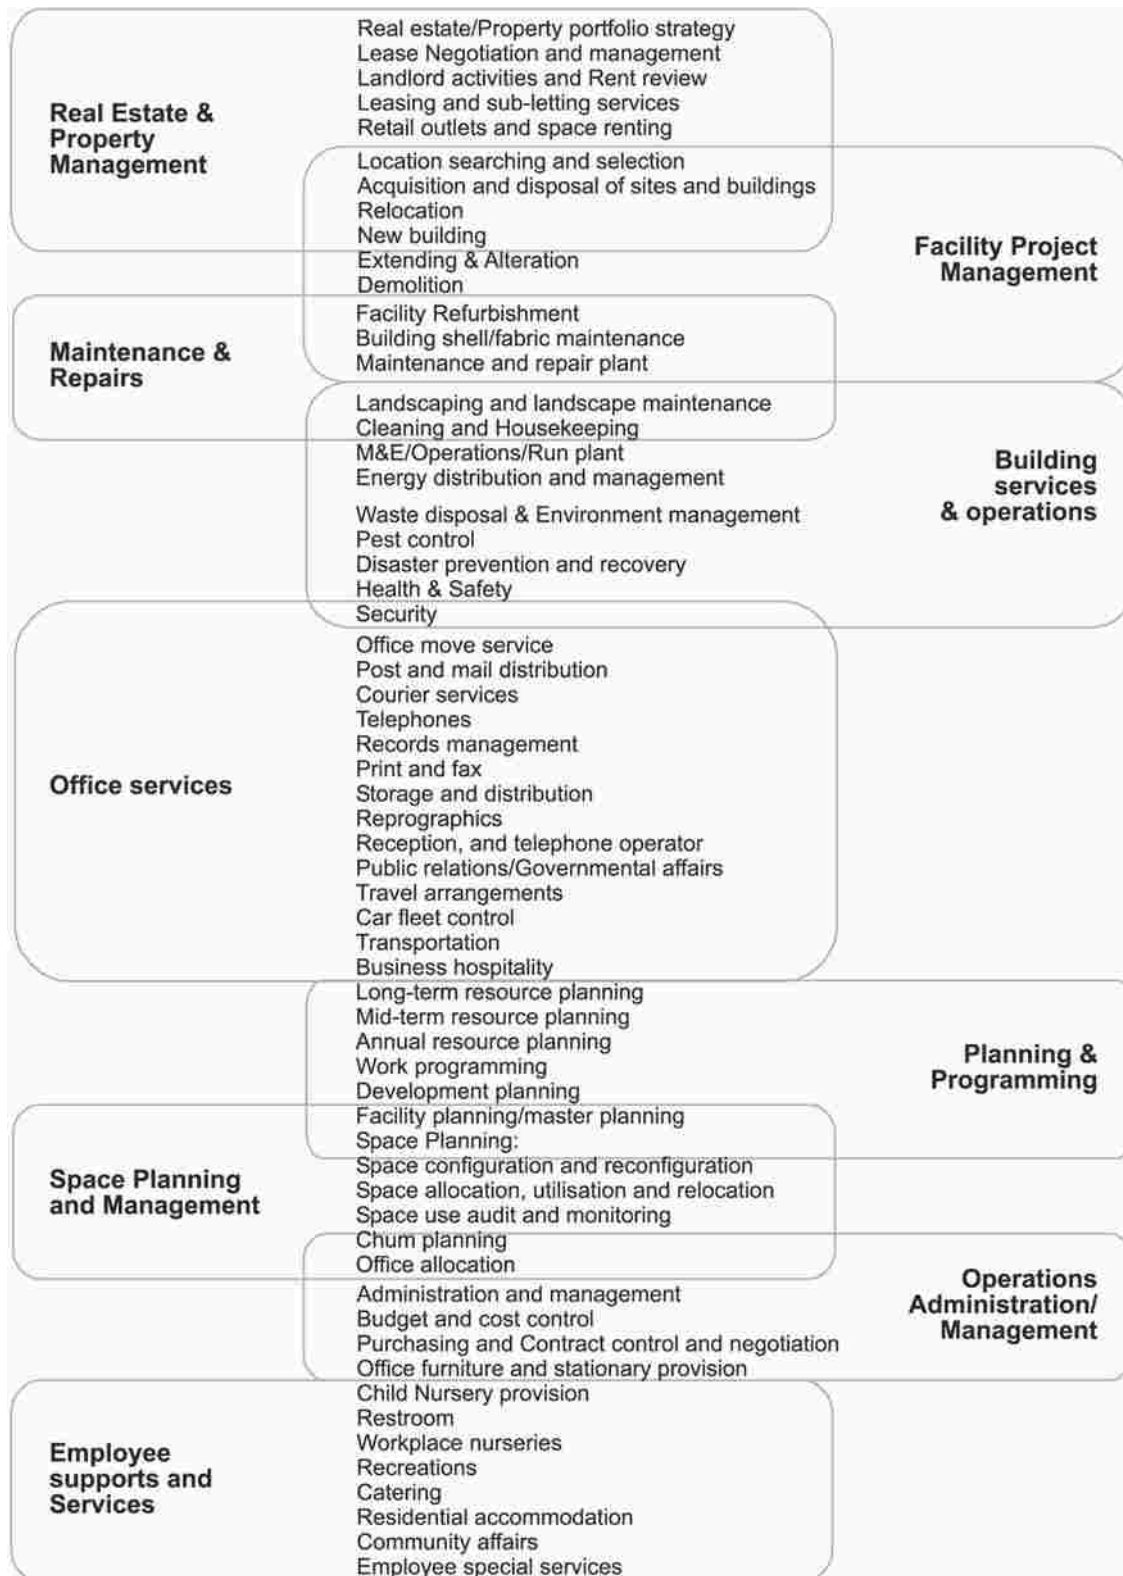 Real estate/Property portfolio strategy
Lease Negotiation and management
Landlord activities and Rent review
Leasing and sub-letting services
Retail outlets and space renting
Real Estate &
Property
Management
Location searching and selection
Acquisition and disposal of sites and buildings
Relocation
New building
Extending & Alteration
Demolition
Facility Project
Management
Facility Refurbishment
Building shell/fabric maintenance
Maintenance and repair plant
Maintenance &
Repairs
Landscaping and landscape maintenance
Cleaning and Housekeeping
M&E/Operations/Run plant
Energy distribution and management
Waste disposal & Environment management
Pest control
Disaster prevention and recovery
Health & Safety
Security
Building
services
& operations
Office move service
Post and mail distribution
Courier services
Telephones
Records management
Print and fax
Storage and distribution
Reprographics
Reception, and telephone operator
Public relations/Governmental affairs
Travel arrangements
Car fleet control
Transportation
Business hospitality
Office services
Long-term resource planning
Mid-term resource planning
Annual resource planning
Work programming
Development planning
Planning &
Programming
Facility planning/master planning
Space Planning:
Space configuration and reconfiguration
Space allocation, utilisation and relocation
Space use audit and monitoring
Chum planning
Office allocation
Space Planning
and Management
Administration and management
Budget and cost control
Purchasing and Contract control and negotiation
Office furniture and stationary provision
Operations
Administration/
Management
Child Nursery provision
Restroom
Workplace nurseries
Recreations
Catering
Residential accommodation
Community affairs
Employee special services
Employee
supports and
Services